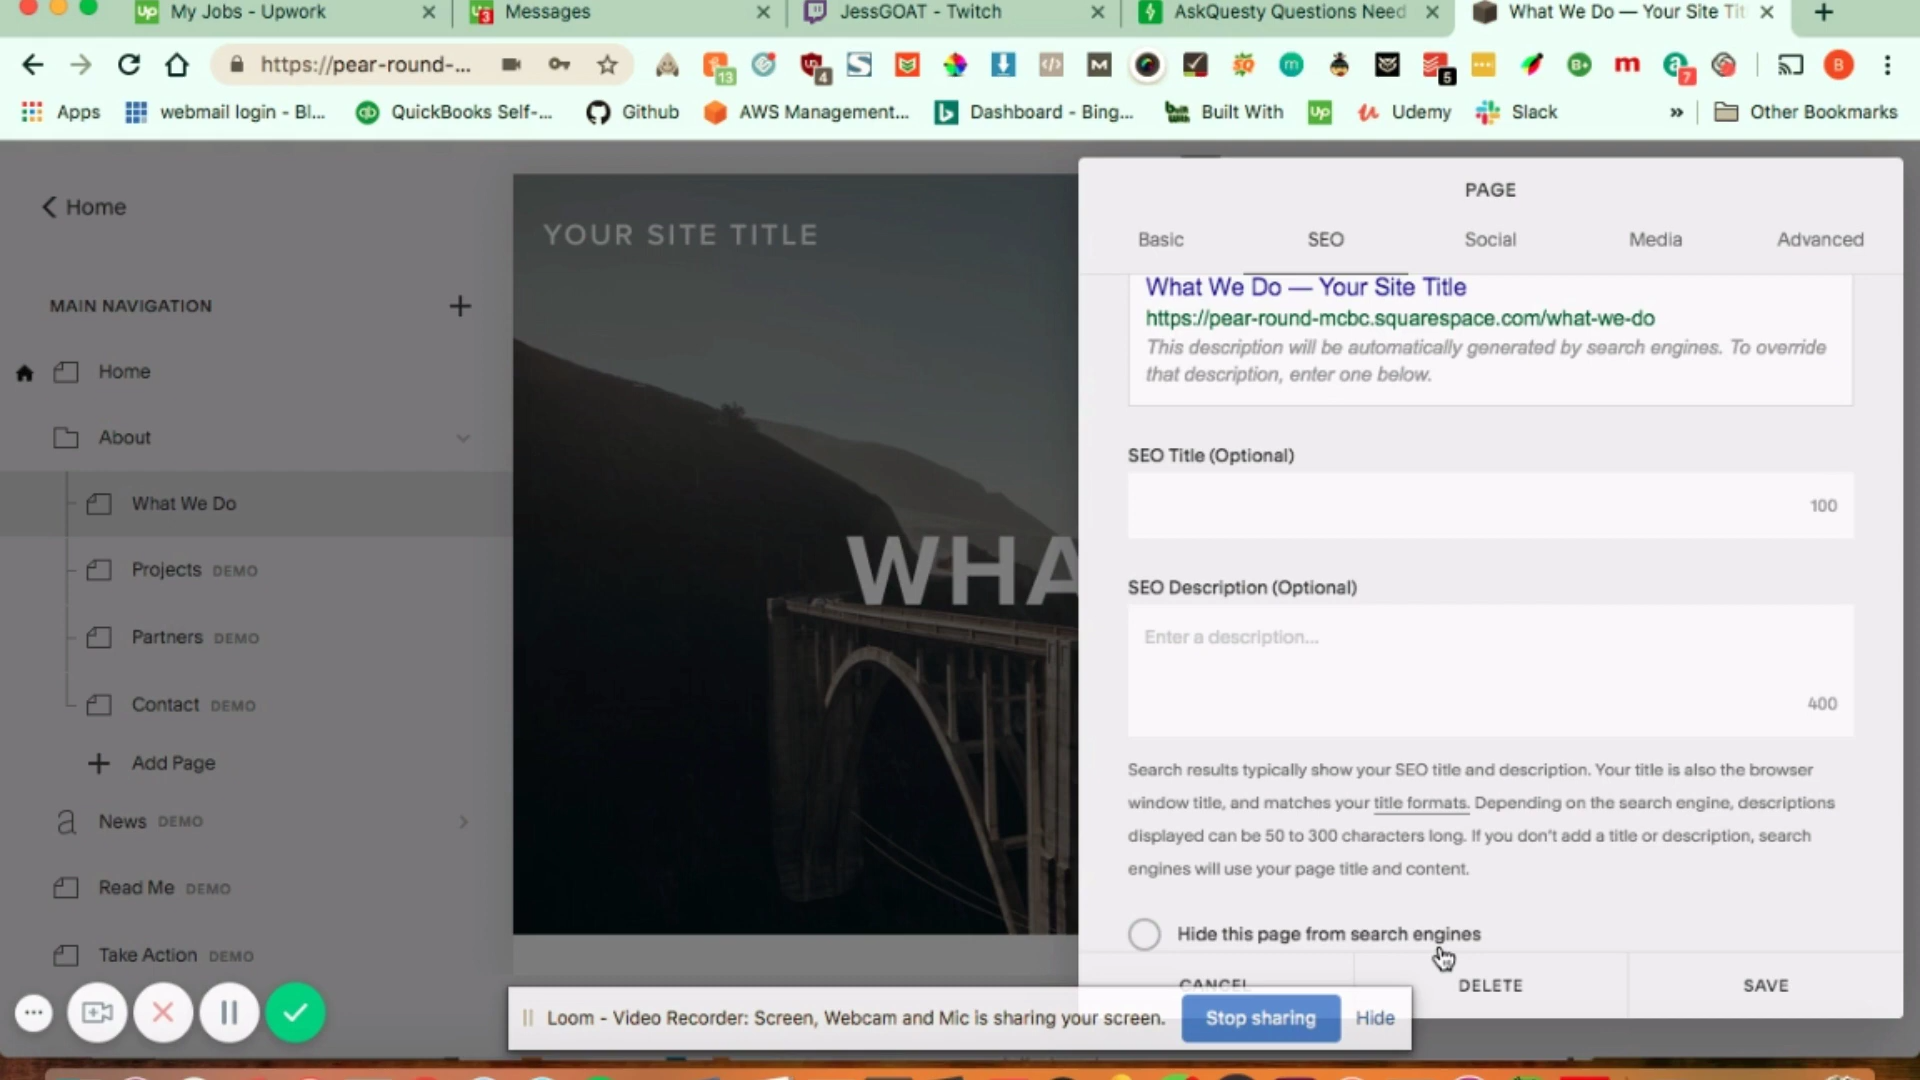 My Jobs - Upwork
Messages
JessGOAT - Twitch
AskQuesty Questions Need
What We Do — Your Site Tit
https://pear-round-...
13
4
5
7
B
Apps
webmail login - Bl...
QuickBooks Self-...
Github
AWS Management...
Dashboard - Bing...
Built With
Udemy
Slack
»
Other Bookmarks
Home
MAIN NAVIGATION
Home
About
What We Do
Projects DEMO
Partners DEMO
Contact DEMO
Add Page
News DEMO
Read Me DEMO
Take Action DEMO
YOUR SITE TITLE
WHA
PAGE
Basic
SEO
Social
Media
Advanced
What We Do — Your Site Title
https://pear-round-mcbc.squarespace.com/what-we-do
This description will be automatically generated by search engines. To override
that description, enter one below.
SEO Title (Optional)
100
SEO Description (Optional)
Enter a description...
400
Search results typically show your SEO title and description. Your title is also the browser
window title, and matches your title formats. Depending on the search engine, descriptions
displayed can be 50 to 300 characters long. If you don't add a title or description, search
engines will use your page title and content.
Hide this page from search engines
CANCEL
DELETE
SAVE
Loom - Video Recorder: Screen, Webcam and Mic is sharing your screen.
Stop sharing
Hide